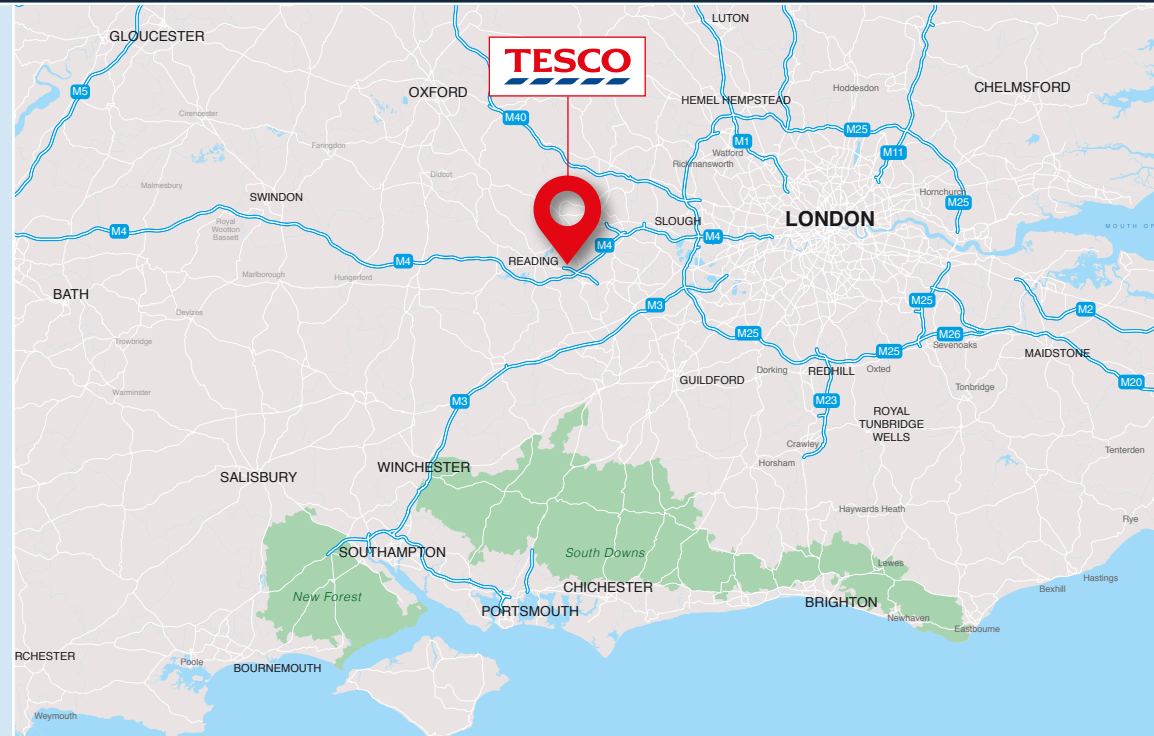 LUTON
GLOUCESTER
TESCO
M5
OXFORD
Hoddesdon
CHELMSFORD
HEMEL HEMPSTEAD
Cirencester
M40
M25
M1
M11
Faringdon
Watford
Rickmansworth
Didcot
Malmesbury
Hornchurch
SWINDON
M25
SLOUGH
LONDON
Royal
Wootton
Bassett
M4
M4
M4
MOUTH OF
READING
M4
Marlborough
Hungerford
BATH
M25
M3
M2
Devizes
M25
M26
Trowbridge
Sevenoaks
M25
MAIDSTONE
Dorking
REDHILL
Oxted
GUILDFORD
M20
Tonbridge
Warminster
M3
M23
ROYAL
TUNBRIDGE
WELLS
Crawley
Tenterden
Horsham
WINCHESTER
SALISBURY
Haywards Heath
Rye
SOUTHAMPTON
South Downs
Lewes
Hastings
CHICHESTER
Bexhill
New Forest
BRIGHTON
PORTSMOUTH
Newhaven
Eastbourne
RCHESTER
Poole
BOURNEMOUTH
Weymouth